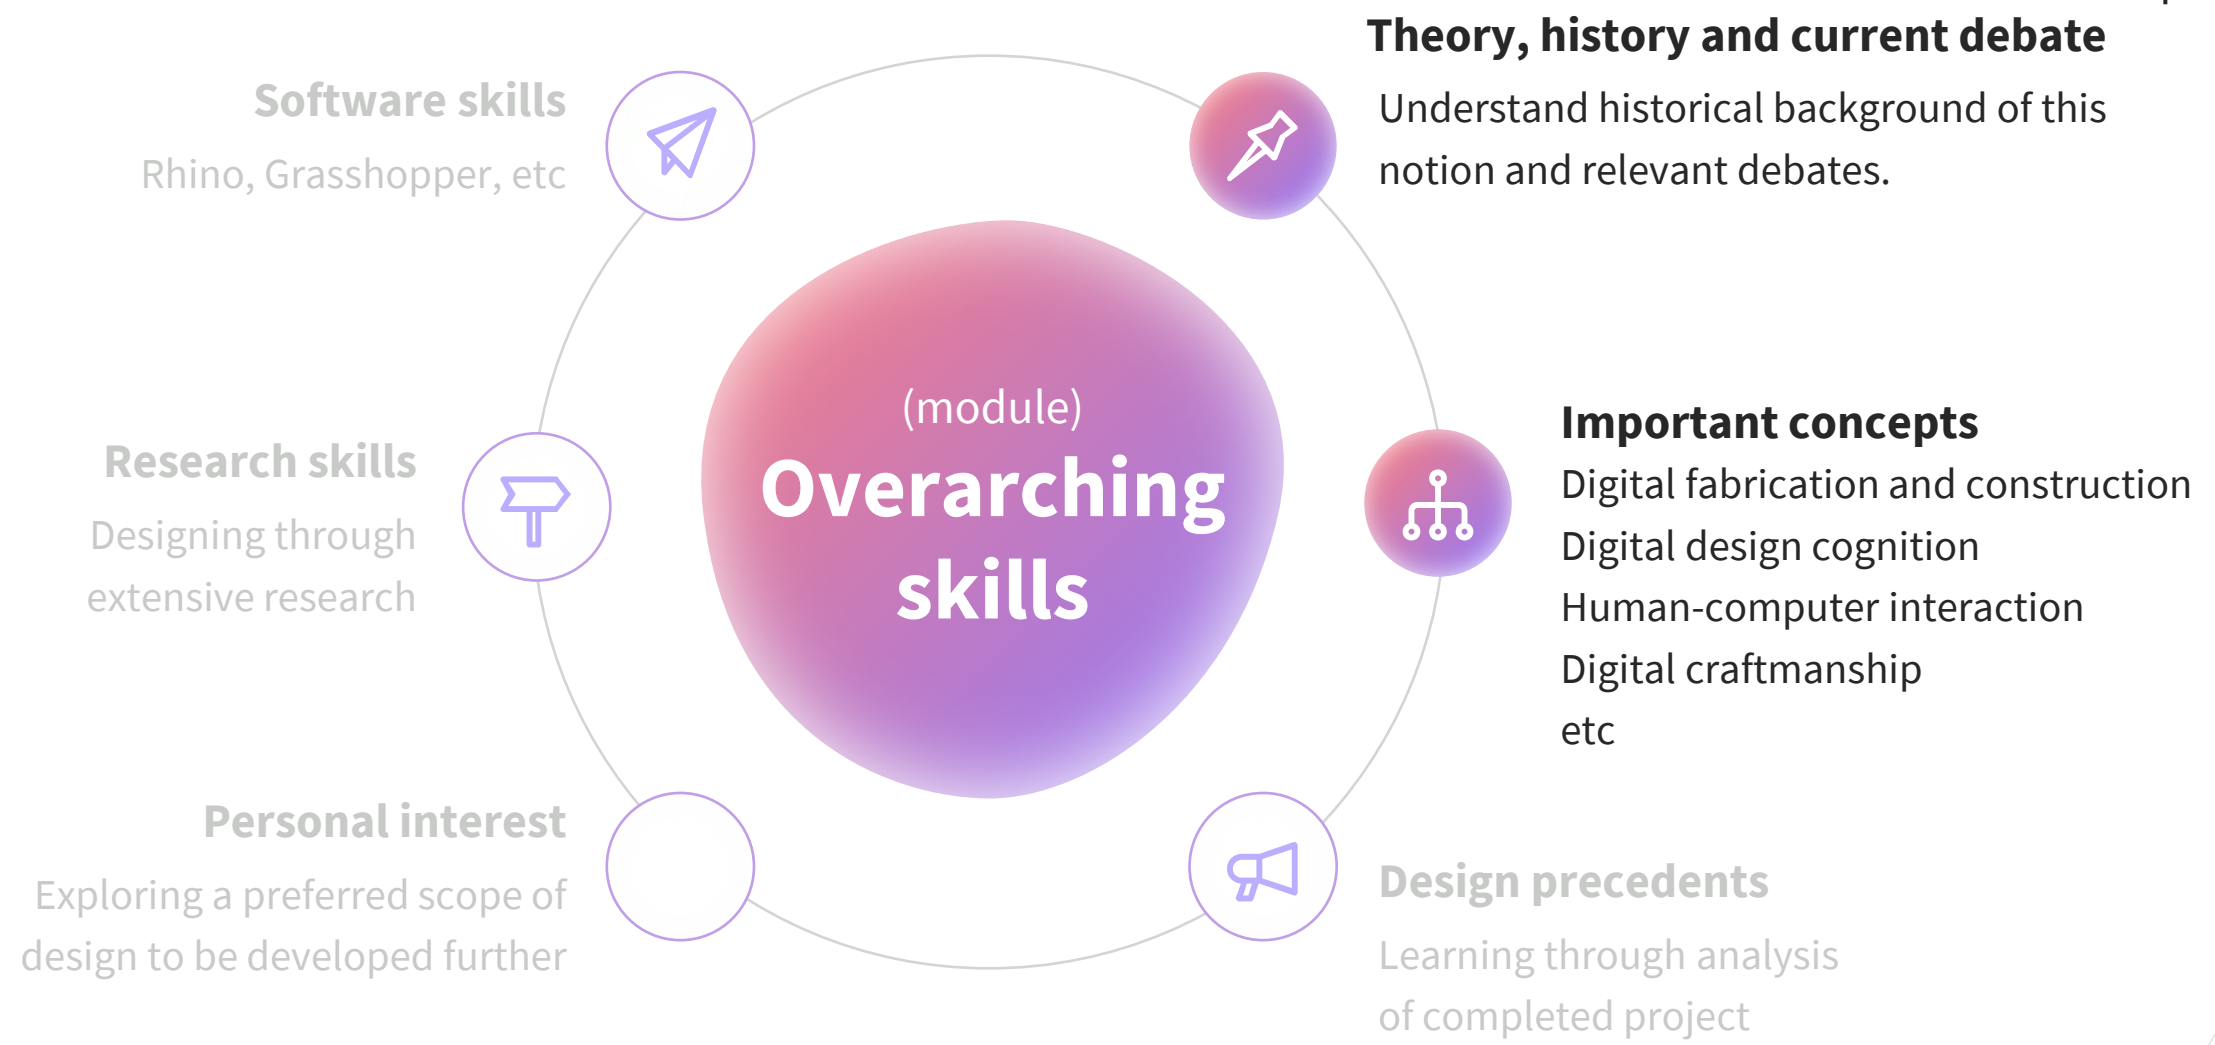 Theory, history and current debate
Understand historical background of this
notion and relevant debates.
Software skills
Rhino, Grasshopper, etc
(module)
Overarching
skills
Important concepts
Digital fabrication and construction
Digital design cognition
Human-computer interaction
Digital craftmanship
etc
Research skills
Designing through
extensive research
Personal interest
Exploring a preferred scope of
design to be developed further
Design precedents
Learning through analysis
of completed project